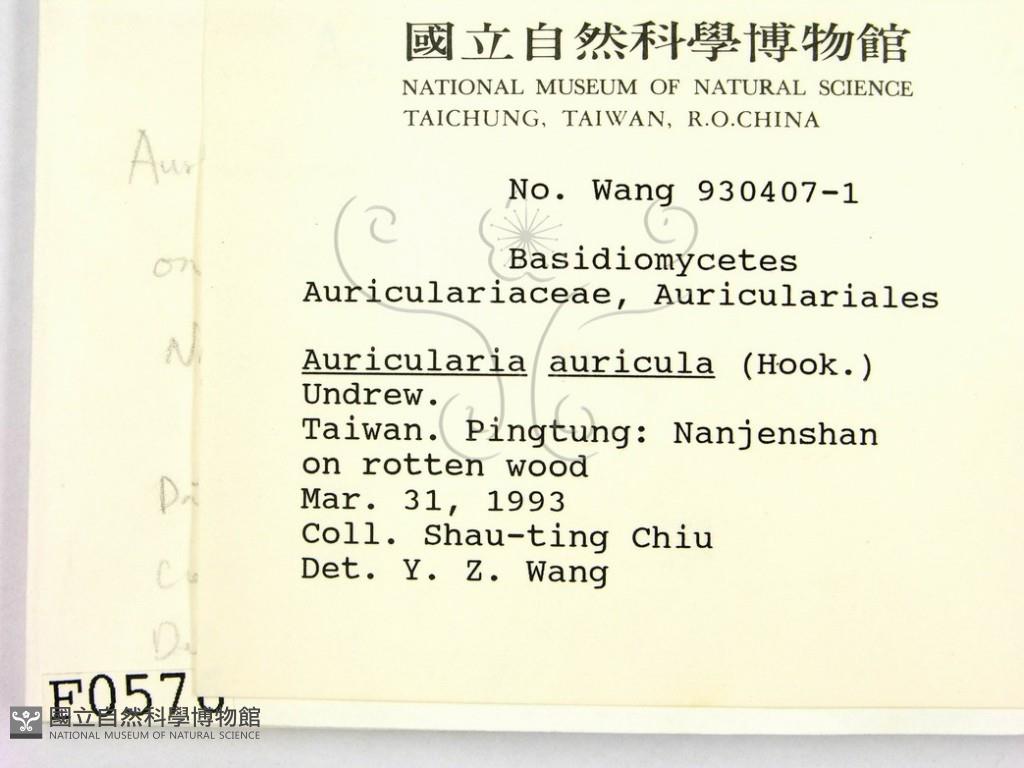 國立自然科學博物館
NATIONAL MUSEUM OF NATURAL SCIENCE
TAICHUNG, TAIWAN, R.O.CHINA
No. Wang 930407-1
Basidiomycetes
Auriculariaceae, Auriculariales
Auricularia auricula (Hook.)
Undrew.
Taiwan. Pingtung: Nanjenshan
on rotten wood
Mar. 31, 1993
Coll. Shau-ting Chiu
Det. Y. Z. Wang
on
國立自然科學博物館
NATIONAL MUSEUM OF NATURAL SCIENCE